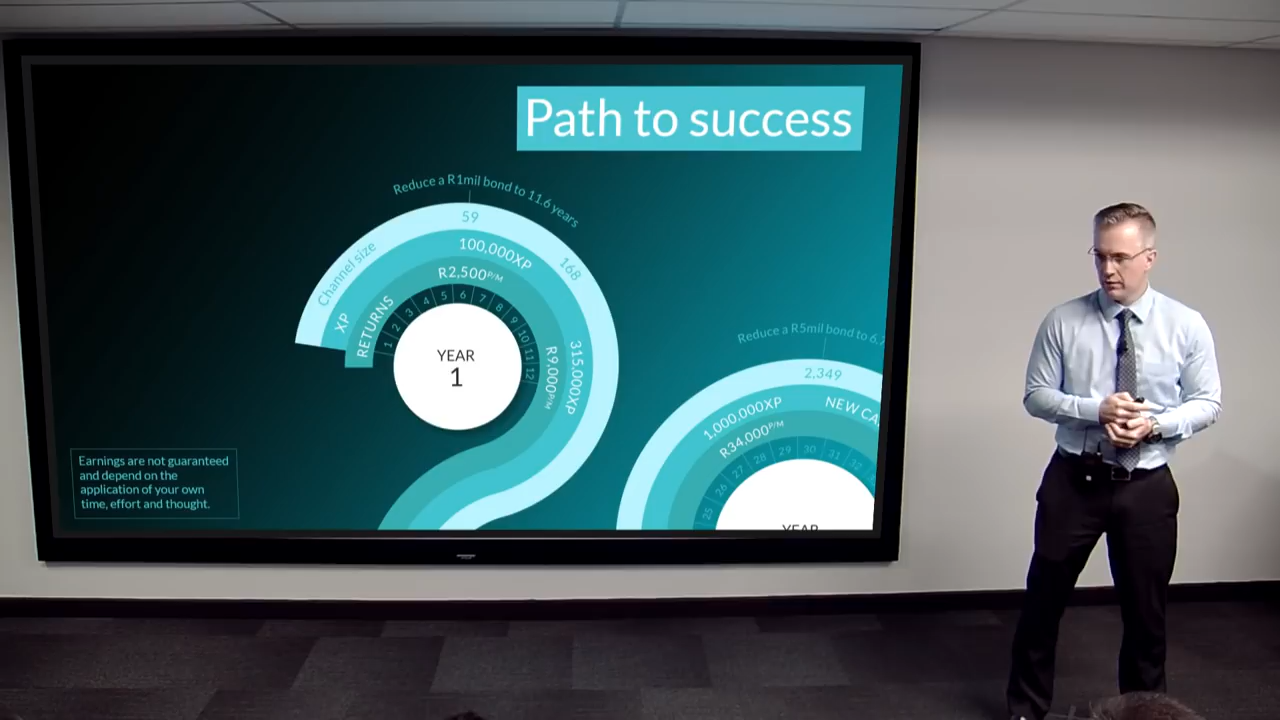 Path to success
Reduce a R1mil bond to 11.6 years
Channel size
59
168
XP
100,000XP
315,000XP
RETURNS
R2,500P/M
R9,000P/M
1
2
3
4
5
6
7
8
9
10
11
12
YEAR
1
Reduce a R5mil bond to
2,349
1,000,000XP
NEW
R34,000P/M
25
26
27
28
29
30
31
32
YEAR
Earnings are not guaranteed
and depend on the
application of your own
time, effort and thought.